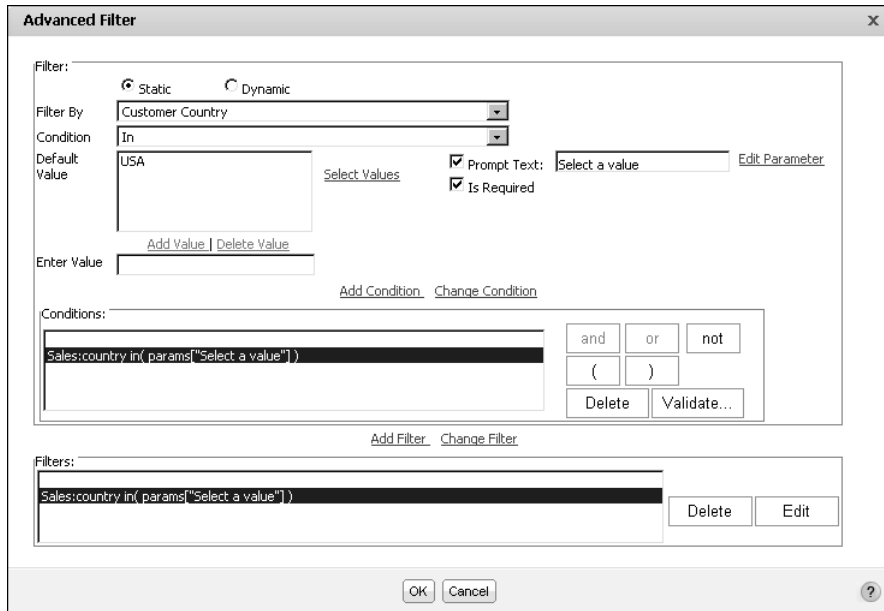 Advanced Filter x
Filter:
Static Dynamic
Filter By Customer Country
Condition In
Default Value USA Select Values Prompt Text: Select a value Edit Parameter
Is Required
Add Value | Delete Value
Enter Value
Add Condition Change Condition
Conditions:
Sales:country in( params["Select a value"] )
and or not
( )
Delete Validate...
Add Filter Change Filter
Filters:
Sales:country in( params["Select a value"] )
Delete Edit
OK Cancel ?